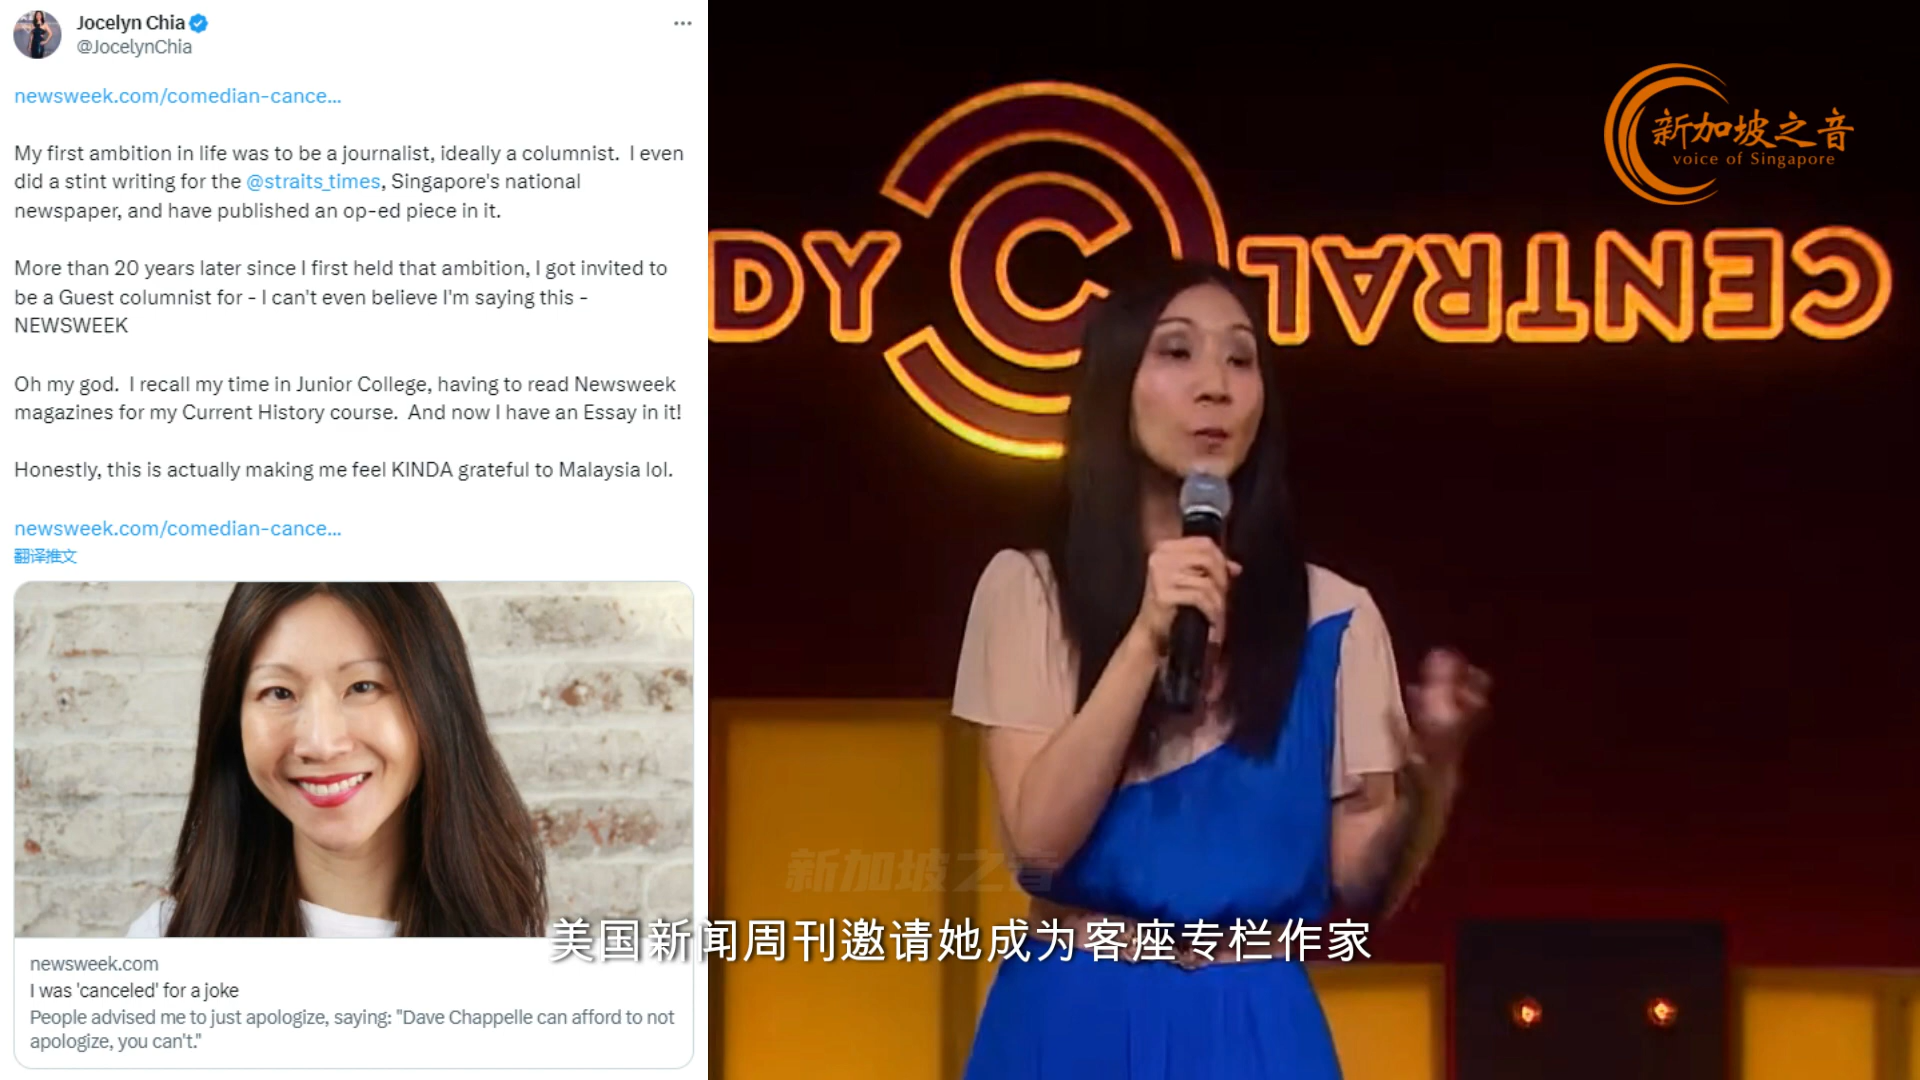 Jocelyn Chia
@JocelynChia
newsweek.com/comedian-cance...
My first ambition in life was to be a journalist, ideally a columnist. I even
did a stint writing for the @straits_times, Singapore's national
newspaper, and have published an op-ed piece in it.
More than 20 years later since I first held that ambition, I got invited to
be a Guest columnist for - I can't even believe I'm saying this -
NEWSWEEK
Oh my god. I recall my time in Junior College, having to read Newsweek
magazines for my Current History course. And now I have an Essay in it!
Honestly, this is actually making me feel KINDA grateful to Malaysia lol.
newsweek.com/comedian-cance...
翻译推文
newsweek.com
I was 'canceled' for a joke
People advised me to just apologize, saying: "Dave Chappelle can afford to not
apologize, you can't."
新加坡之音
voice of Singapore
DY CENTRAL
新加坡之音
美国新闻周刊邀请她成为客座专栏作家